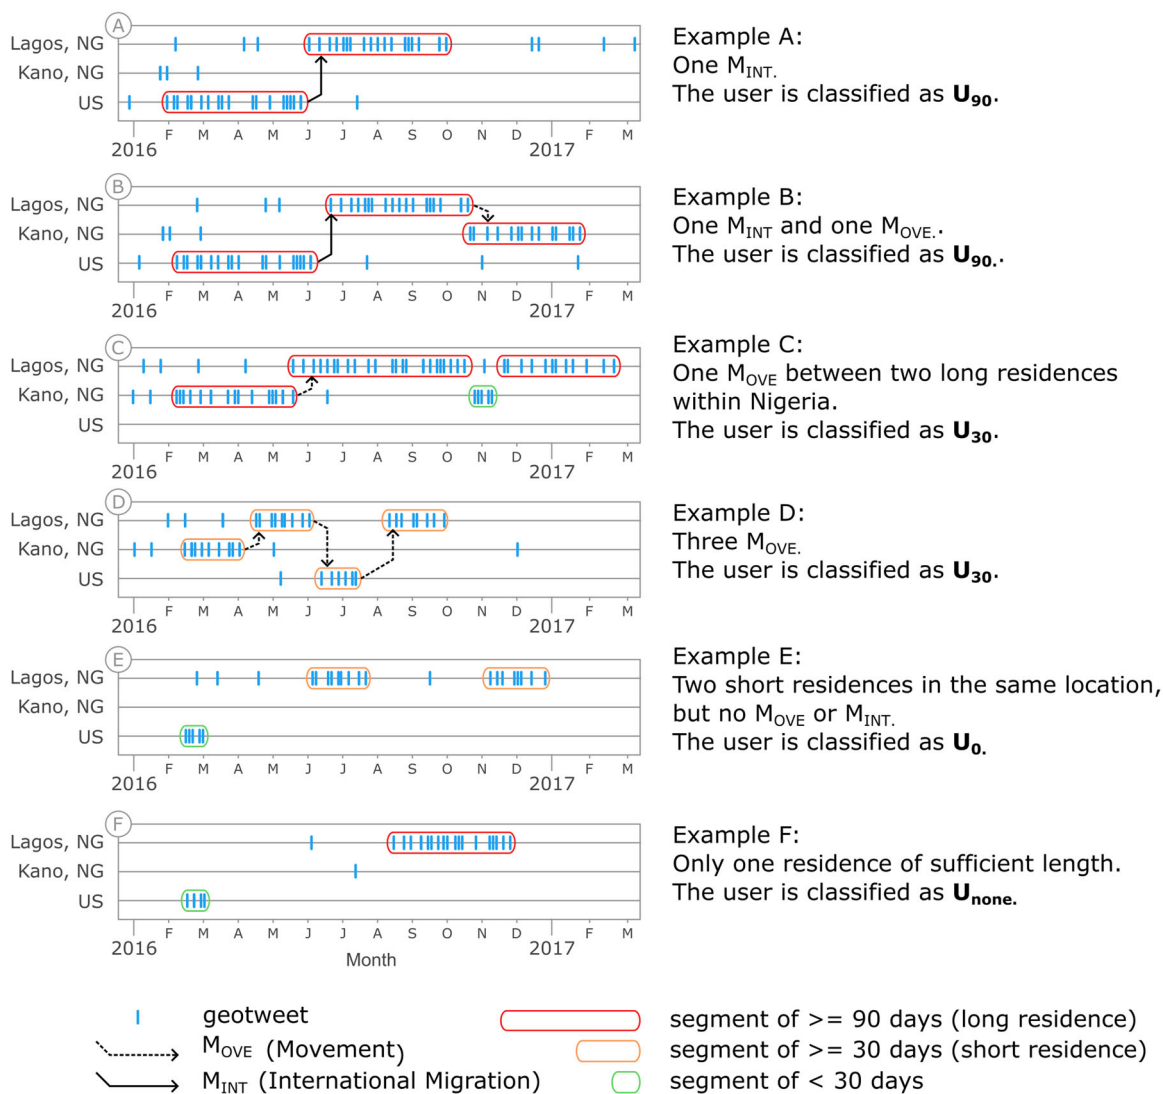 A
Lagos, NG
Kano, NG
US
F M A M J J A S O N D F M
2016 2017
Example A:
One MINT.
The user is classified as U90.
B
Lagos, NG
Kano, NG
US
F M A M J J A S O N D F M
2016 2017
Example B:
One MINT and one MOVE..
The user is classified as U90..
C
Lagos, NG
Kano, NG
US
F M A M J J A S O N D F M
2016 2017
Example C:
One MOVE between two long residences
within Nigeria.
The user is classified as U30.
D
Lagos, NG
Kano, NG
US
F M A M J J A S O N D F M
2016 2017
Example D:
Three MOVE.
The user is classified as U30.
E
Lagos, NG
Kano, NG
US
F M A M J J A S O N D F M
2016 2017
Example E:
Two short residences in the same location,
but no MOVE or MINT.
The user is classified as U0.
F
Lagos, NG
Kano, NG
US
F M A M J J A S O N D F M
2016 2017
Month
Example F:
Only one residence of sufficient length.
The user is classified as Unone.
geotweet
MOVE (Movement)
MINT (International Migration)
segment of >= 90 days (long residence)
segment of >= 30 days (short residence)
segment of < 30 days